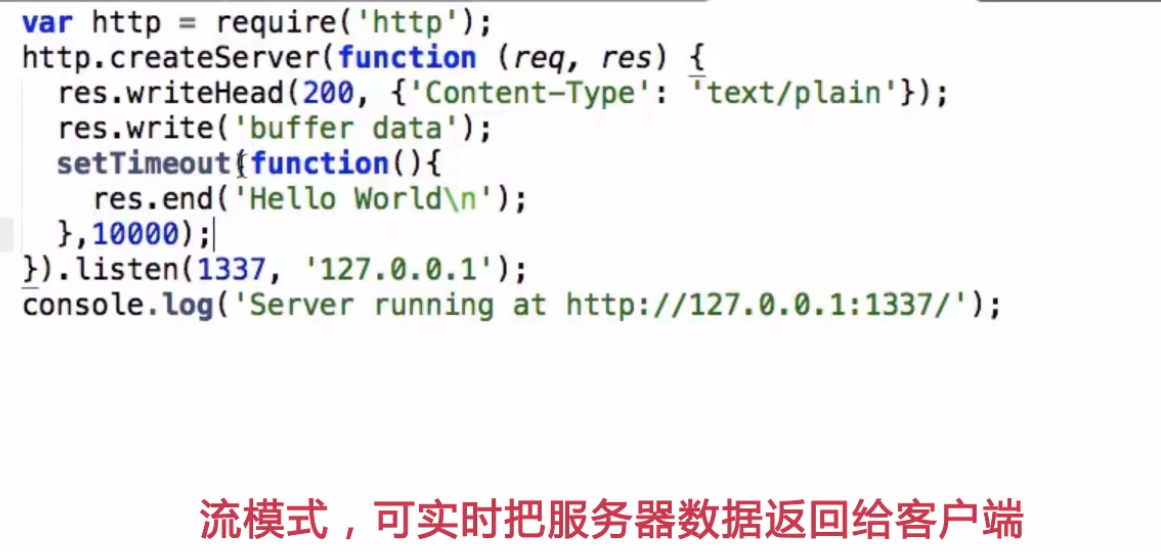 var http = require('http');
http.createServer(function (req, res) {
  res.writeHead(200, {'Content-Type': 'text/plain'});
  res.write('buffer data');
  setTimeout(function(){
    res.end('Hello World\n');
  },10000);
}).listen(1337, '127.0.0.1');
console.log('Server running at http://127.0.0.1:1337/');
流模式，可实时把服务器数据返回给客户端